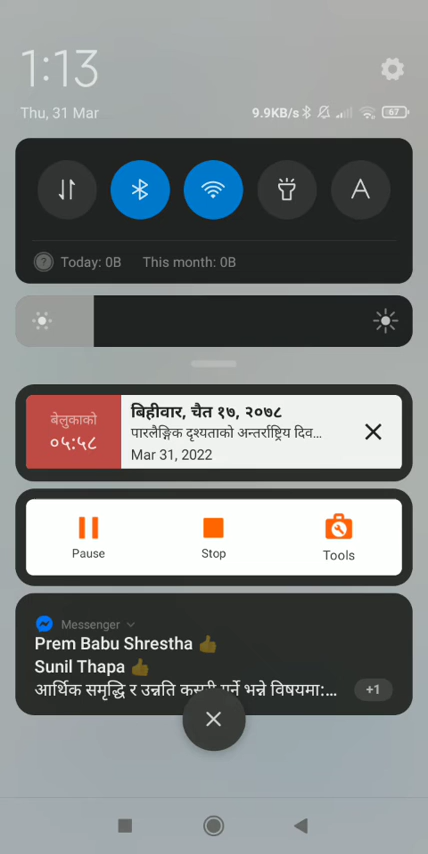 1:13
Thu, 31 Mar
9.9KB/s 67
A
Today: 0B This month: 0B
बेलुकाको
०५:५८
बिहीवार, चैत १७, २०७८
पारलैङ्गिक दृश्यताको अन्तर्राष्ट्रिय दिव...
Mar 31, 2022
Pause Stop Tools
Messenger
Prem Babu Shrestha 👍
Sunil Thapa 👍
आर्थिक समृद्धि र उन्नति कसरी गर्ने भन्ने विषयमा:... +1